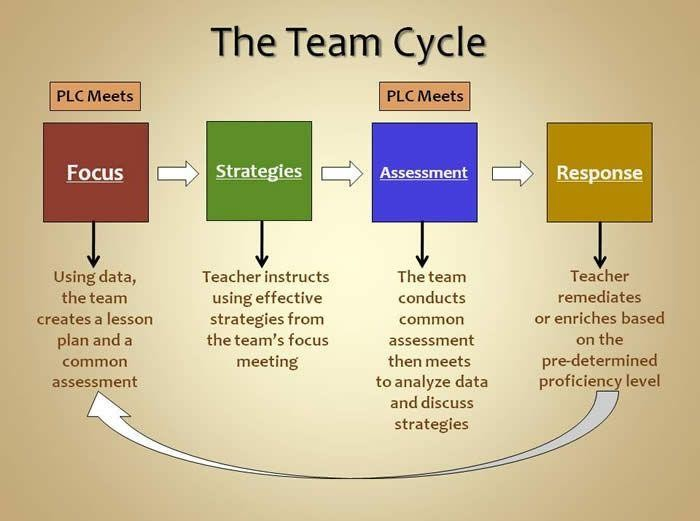 The Team Cycle
PLC Meets
PLC Meets
Focus
Strategies
Assessment
Response
Using data,
the team
creates a lesson
plan and a
common
assessment
Teacher instructs
using effective
strategies from
the team's focus
meeting
The team
conducts
common
assessment
then meets
to analyze data
and discuss
strategies
Teacher
remediates
or enriches based
on the
pre-determined
proficiency level